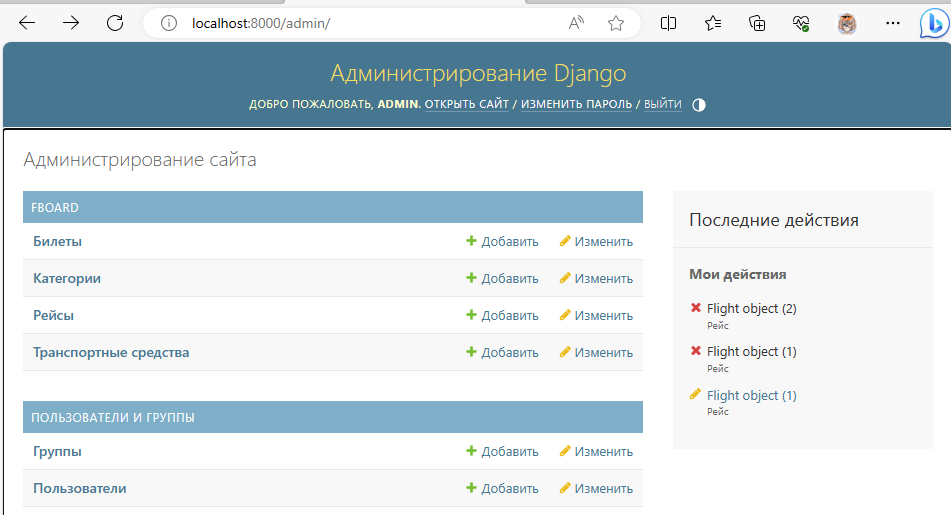 localhost:8000/admin/
Администрирование Django
ДОБРО ПОЖАЛОВАТЬ, ADMIN. ОТКРЫТЬ САЙТ / ИЗМЕНИТЬ ПАРОЛЬ / ВЫЙТИ
Администрирование сайта
FBOARD
Билеты Добавить Изменить
Категории Добавить Изменить
Рейсы Добавить Изменить
Транспортные средства Добавить Изменить
ПОЛЬЗОВАТЕЛИ И ГРУППЫ
Группы Добавить Изменить
Пользователи Добавить Изменить
Последние действия
Мои действия
Flight object (2)
Рейс
Flight object (1)
Рейс
Flight object (1)
Рейс